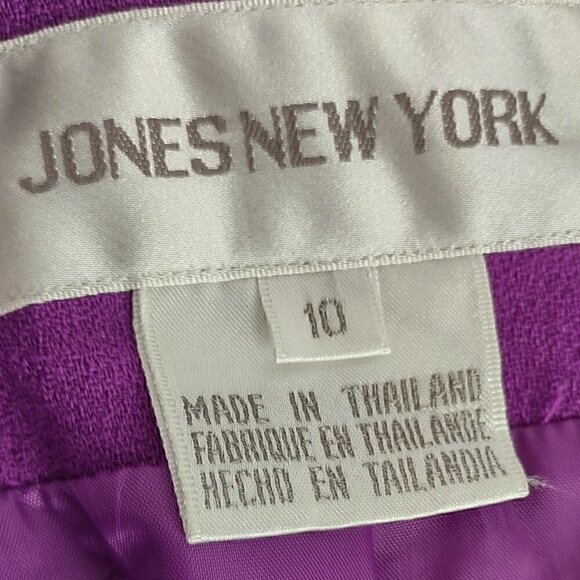 JONES NEW YORK
10
MADE IN THAILAND
FABRIQUE EN THAILANDE
HECHO EN TAILANDIA